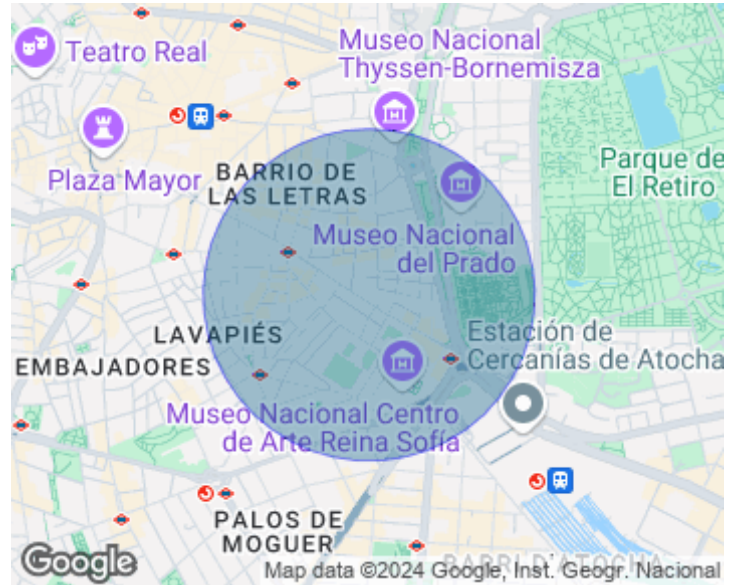 Teatro Real
Museo Nacional
Thyssen-Bornemisza
Plaza Mayor
BARRIO DE
LAS LETRAS
Parque de
El Retiro
Museo Nacional
del Prado
LAVAPIÉS
EMBAJADORES
Estación de
Cercanías de Atocha
Museo Nacional Centro
de Arte Reina Sofía
PALOS DE
MOGUER
BARRI D'ATOCHA
Google
Map data ©2024 Google, Inst. Geogr. Nacional